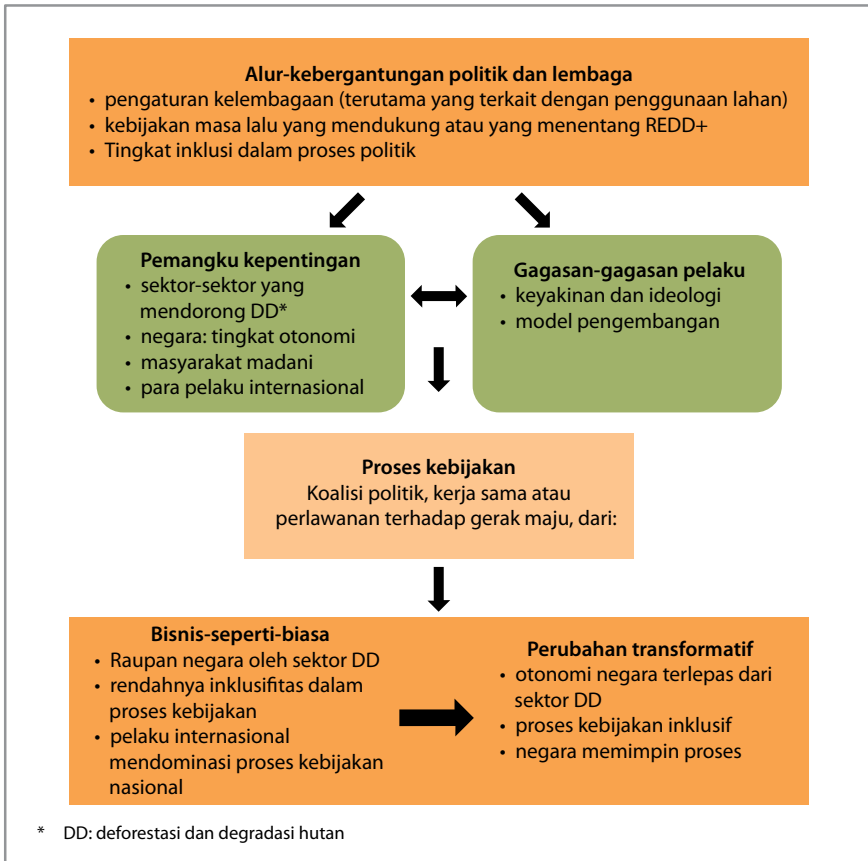 Alur-kebergantungan politik dan lembaga
• pengaturan kelembagaan (terutama yang terkait dengan penggunaan lahan)
• kebijakan masa lalu yang mendukung atau yang menentang REDD+
• Tingkat inklusi dalam proses politik
Pemangku kepentingan
• sektor-sektor yang
mendorong DD*
• negara: tingkat otonomi
• masyarakat madani
• para pelaku internasional
Gagasan-gagasan pelaku
• keyakinan dan ideologi
• model pengembangan
Proses kebijakan
Koalisi politik, kerja sama atau
perlawanan terhadap gerak maju, dari:
Bisnis-seperti-biasa
• Raupan negara oleh sektor DD
• rendahnya inklusifitas dalam
proses kebijakan
• pelaku internasional
mendominasi proses kebijakan
nasional
Perubahan transformatif
• otonomi negara terlepas dari
sektor DD
• proses kebijakan inklusif
• negara memimpin proses
* DD: deforestasi dan degradasi hutan